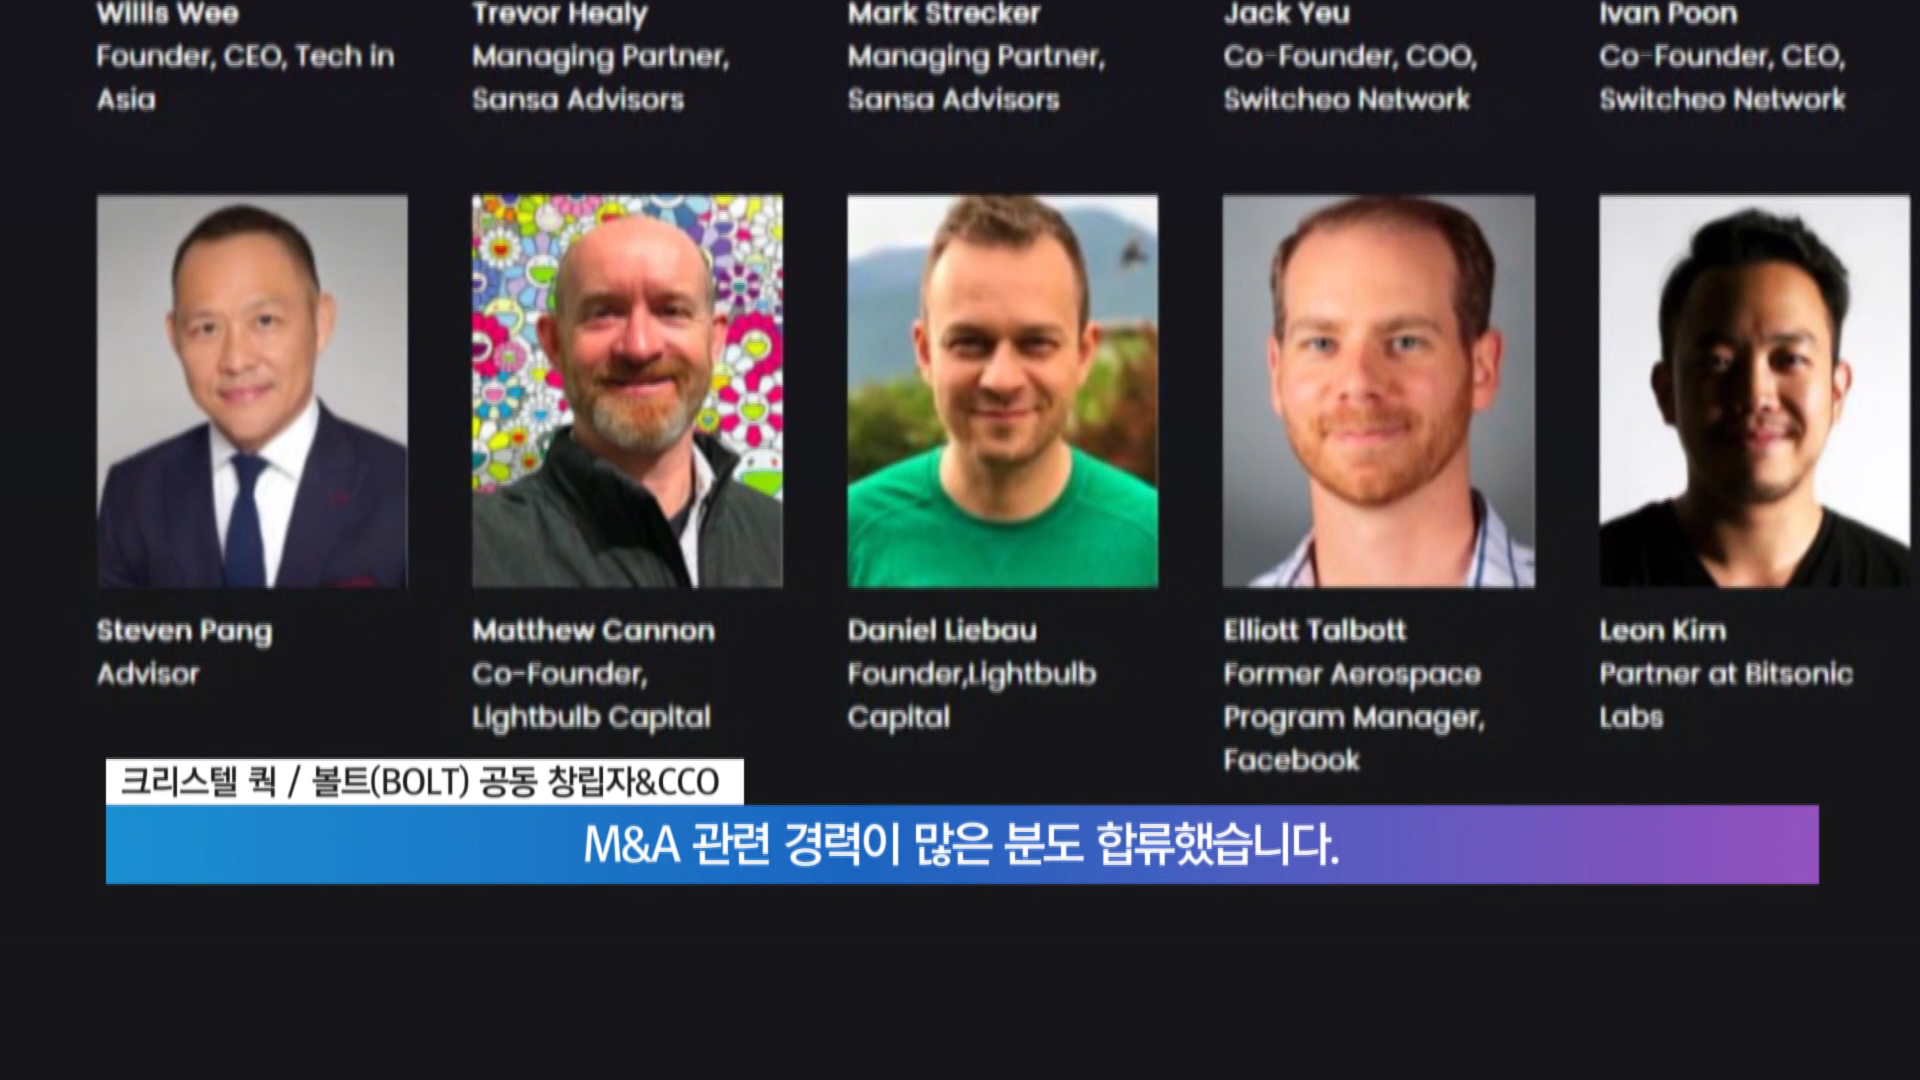 Willis Wee
Founder, CEO, Tech in
Asia
Trevor Healy
Managing Partner,
Sansa Advisors
Mark Strecker
Managing Partner,
Sansa Advisors
Jack Yeu
Co-Founder, COO,
Switcheo Network
Ivan Poon
Co-Founder, CEO,
Switcheo Network
Steven Pang
Advisor
Matthew Cannon
Co-Founder,
Lightbulb Capital
Daniel Liebau
Founder,Lightbulb
Capital
Elliott Talbott
Former Aerospace
Program Manager,
Facebook
Leon Kim
Partner at Bitsonic
Labs
크리스텔 퀙 / 볼트(BOLT) 공동 창립자&CCO
M&A 관련 경력이 많은 분도 합류했습니다.